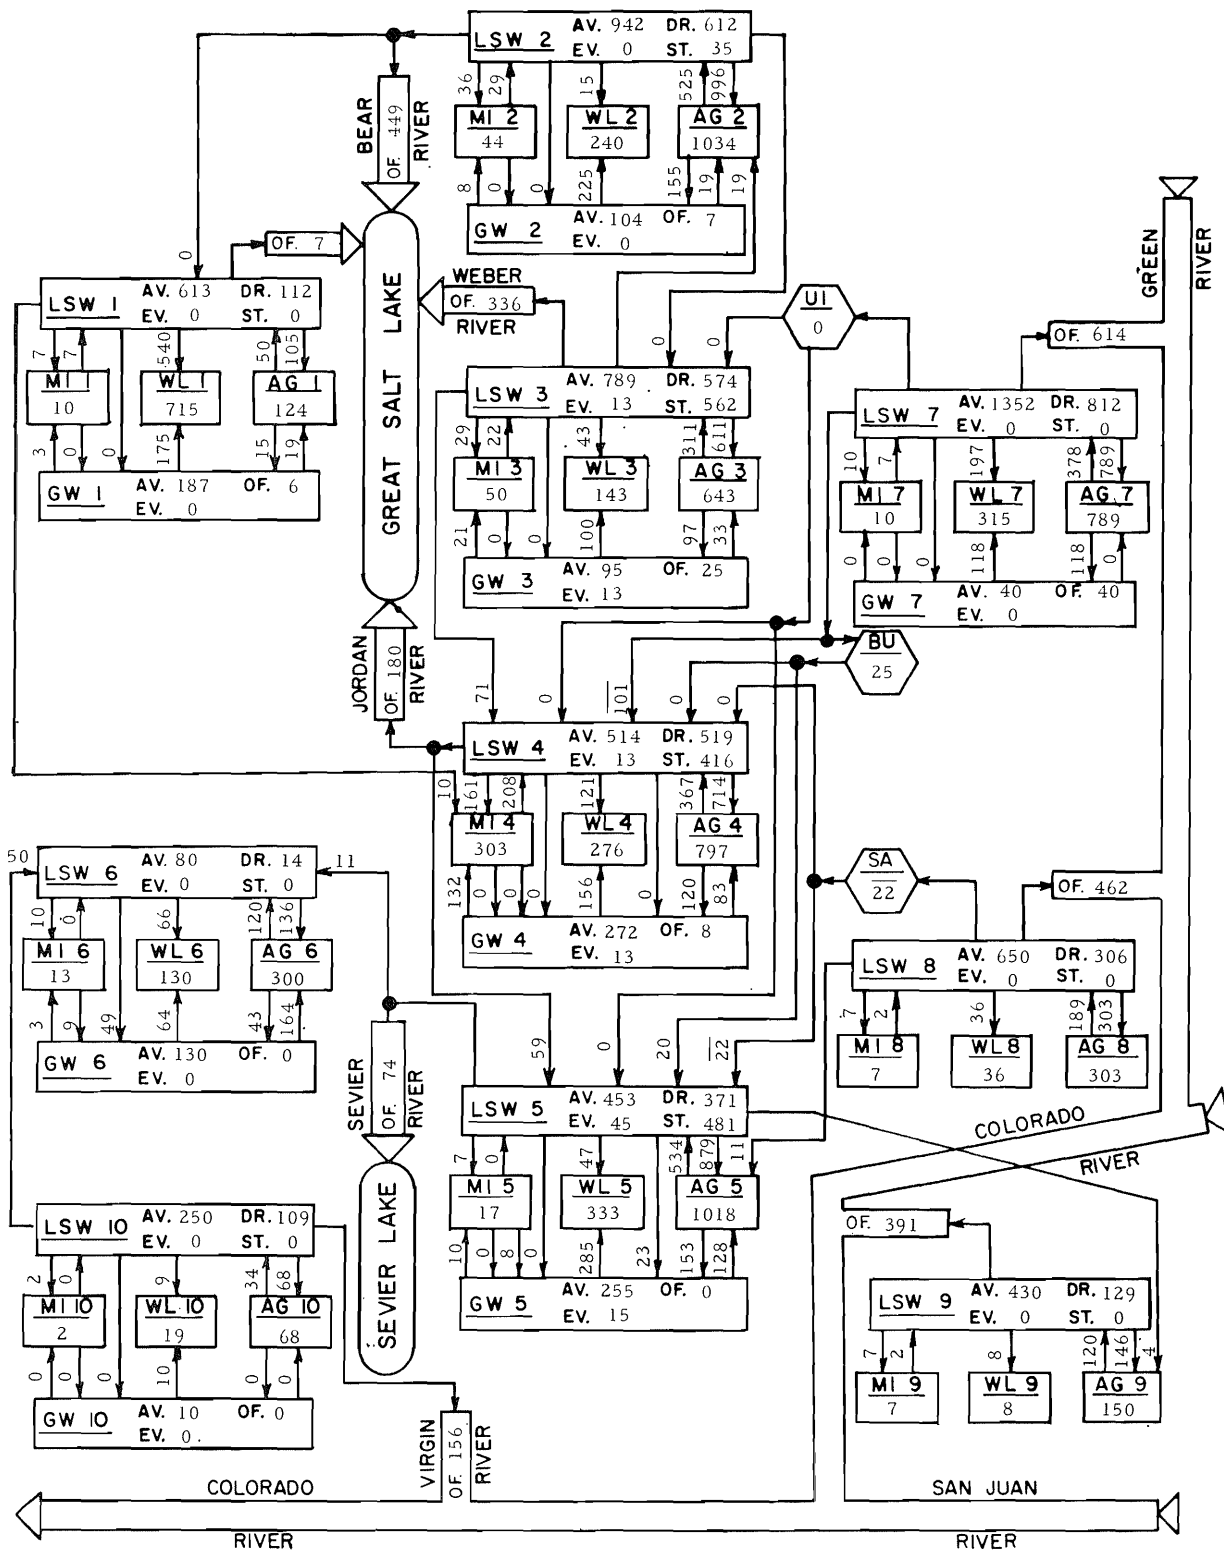 LSW 2 AV. 942 DR. 612
EV. 0 ST. 35
36 29 15 525 996
MI 2 44
WL 2 240
AG 2 1034
8 0 0 225 155 19 19
GW 2 AV. 104 OF. 7
EV. 0
BEAR RIVER
OF. 449
GREAT SALT LAKE
OF. 7
0
WEBER RIVER
OF. 336
LSW 1 AV. 613 DR. 112
EV. 0 ST. 0
7 7 540 50 105
MI 1 10
WL 1 715
AG 1 124
3 0 0 175 15 19
GW 1 AV. 187 OF. 6
EV. 0
0 0
UI 0
GREEN RIVER
OF. 614
LSW 3 AV. 789 DR. 574
EV. 13 ST. 562
29 22 43 311 611
MI 3 50
WL 3 143
AG 3 643
21 0 0 100 97 33
GW 3 AV. 95 OF. 25
EV. 13
LSW 7 AV. 1352 DR. 812
EV. 0 ST. 0
10 7 197 378 789
MI 7 10
WL 7 315
AG 7 789
0 0 0 118 118 0
GW 7 AV. 40 OF. 40
EV. 0
BU 25
JORDAN RIVER
OF. 180
71 0 101 0 0
LSW 4 AV. 514 DR. 519
EV. 13 ST. 416
10 161 208 121 367 714
MI 4 303
WL 4 276
AG 4 797
132 0 0 0 156 0 120 83
GW 4 AV. 272 OF. 8
EV. 13
50
11
LSW 6 AV. 80 DR. 14
EV. 0 ST. 0
10 0 66 120 136
MI 6 13
WL 6 130
AG 6 300
3 9 49 64 43 164
GW 6 AV. 130 OF. 0
EV. 0
SA 22
OF. 462
LSW 8 AV. 650 DR. 306
EV. 0 ST. 0
7 2 36 189 303
MI 8 7
WL 8 36
AG 8 303
SEVIER RIVER
OF. 74
SEVIER LAKE
59 0 20 22
LSW 5 AV. 453 DR. 371
EV. 45 ST. 481
7 0 47 534 879 11
MI 5 17
WL 5 333
AG 5 1018
10 0 8 0 285 23 153 128
GW 5 AV. 255 OF. 0
EV. 15
COLORADO RIVER
LSW 10 AV. 250 DR. 109
EV. 0 ST. 0
2 0 9 34 68
MI 10 2
WL 10 19
AG 10 68
0 0 0 10 0 0
GW 10 AV. 10 OF. 0
EV. 0.
OF. 391
LSW 9 AV. 430 DR. 129
EV. 0 ST. 0
7 2 8 120 146 4
MI 9 7
WL 9 8
AG 9 150
VIRGIN RIVER
OF. 156.
COLORADO RIVER
SAN JUAN RIVER